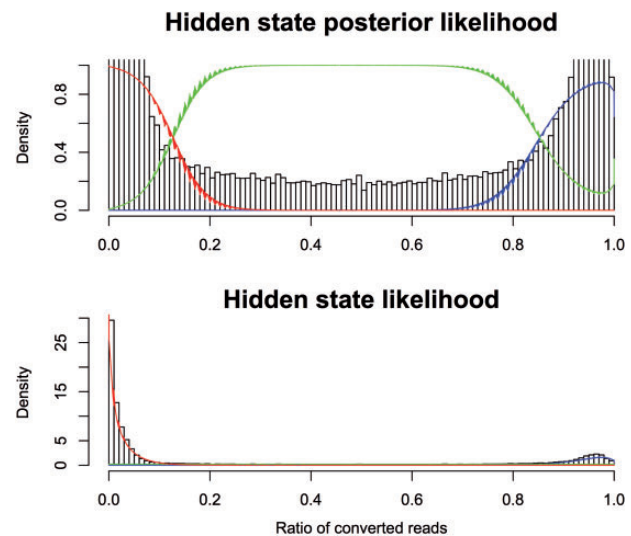 Hidden state posterior likelihood
Density
0.0 0.4 0.8
0.0 0.2 0.4 0.6 0.8 1.0
Hidden state likelihood
Density
0 5 15 25
0.0 0.2 0.4 0.6 0.8 1.0
Ratio of converted reads